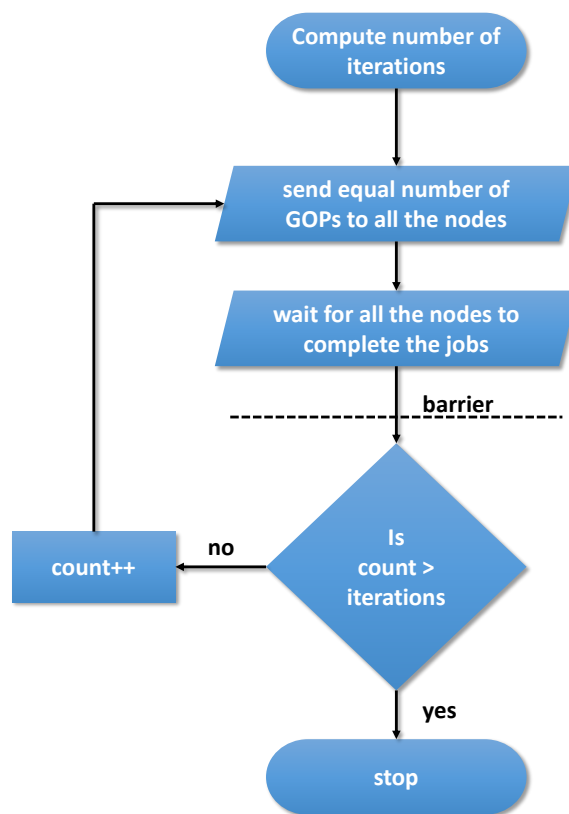 Compute number of
iterations
send equal number of
GOPs to all the nodes
wait for all the nodes to
complete the jobs
barrier
Is
count >
iterations
no
count++
yes
stop